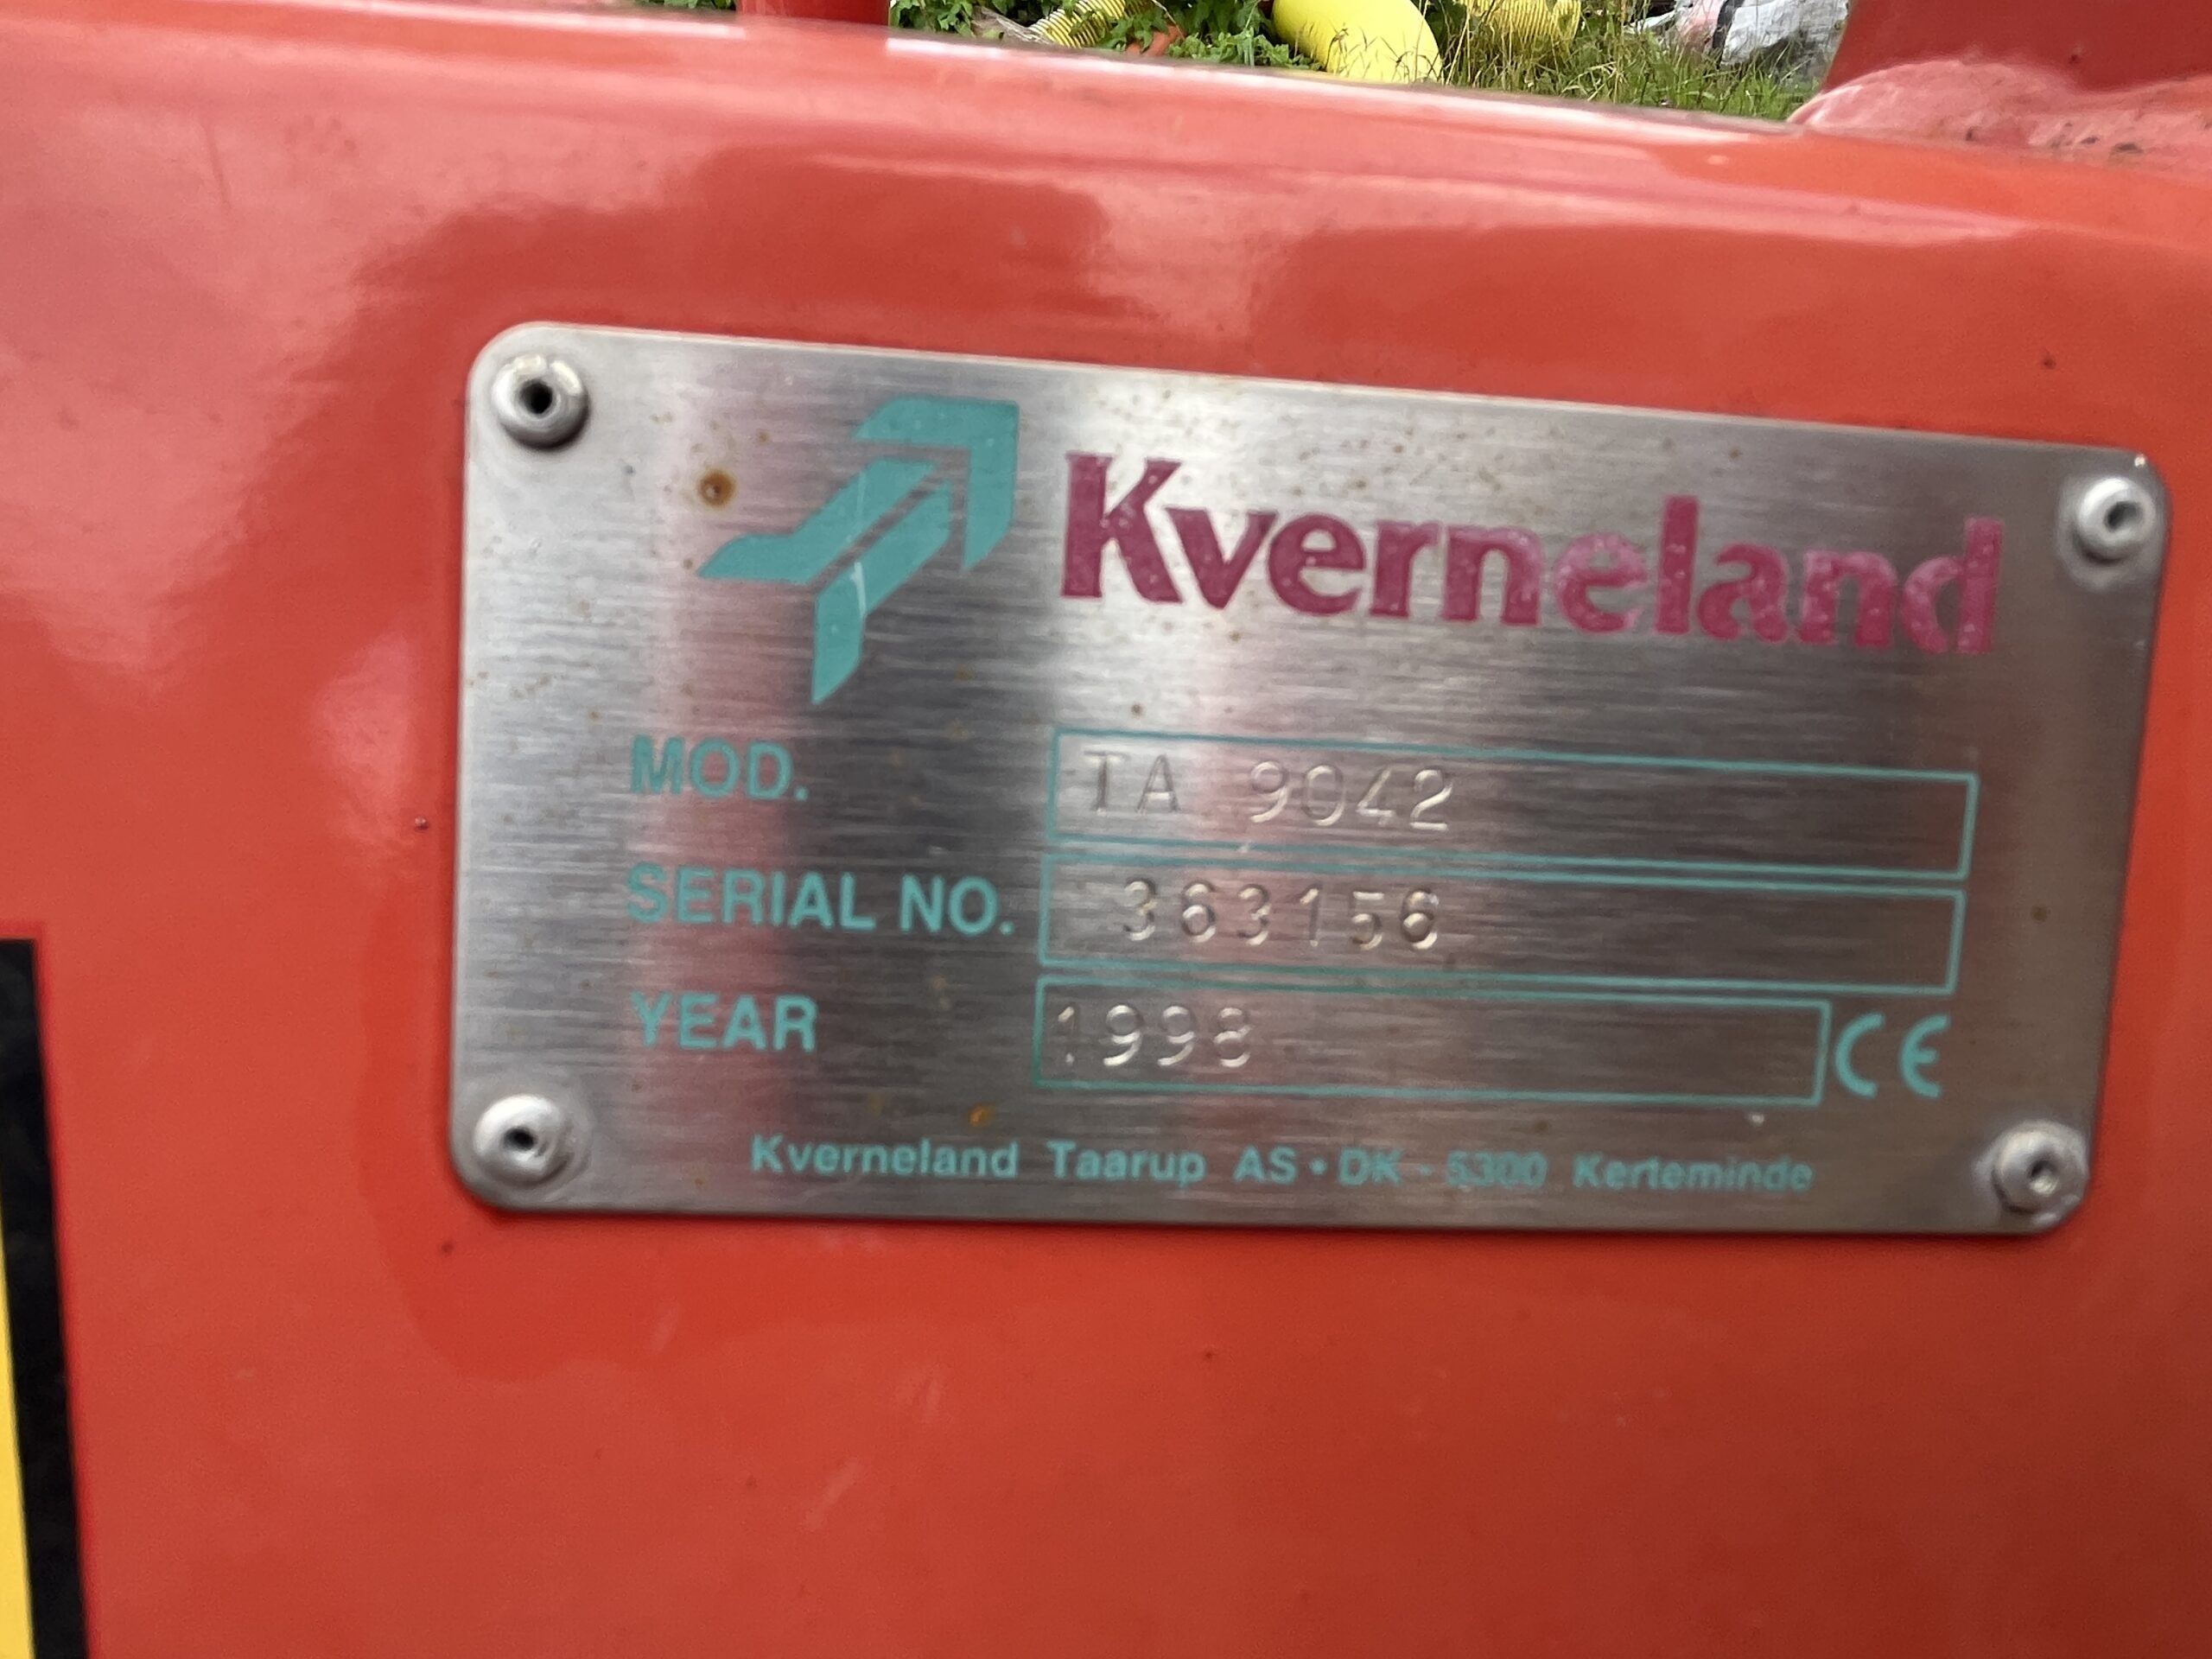 Kverneland
MOD. TA 9042
SERIAL NO. 363156
YEAR 1998 CE
Kverneland Taarup AS • DK - 5300 Kerteminde